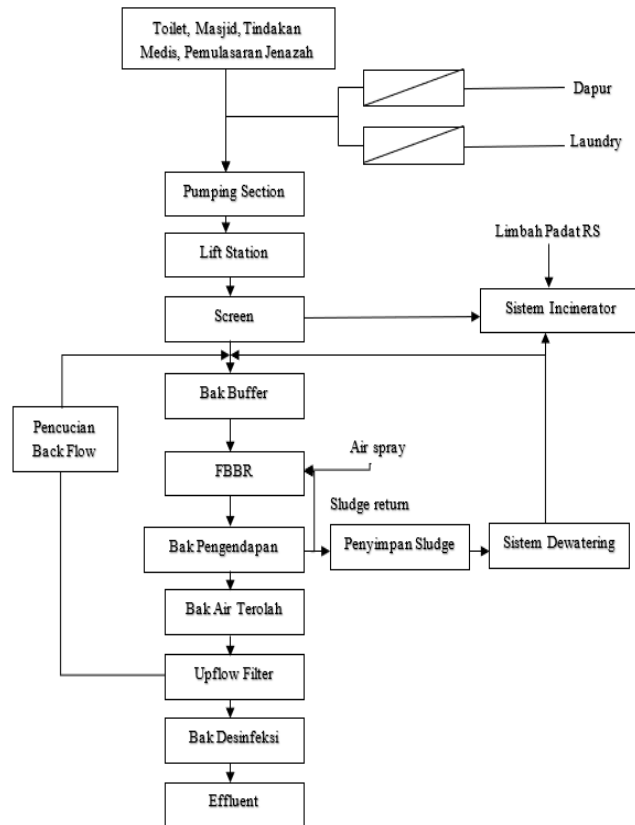 Toilet, Masjid, Tindakan
Medis, Pemulasaran Jenazah
Dapur
Laundry
Pumping Section
Lift Station
Limbah Padat RS
Screen
Sistem Incinerator
Bak Buffer
Pencucian
Back Flow
Air spray
FBBR
Sludge return
Bak Pengendapan
Penyimpan Sludge
Sistem Dewatering
Bak Air Terolah
Upflow Filter
Bak Desinfeksi
Effluent